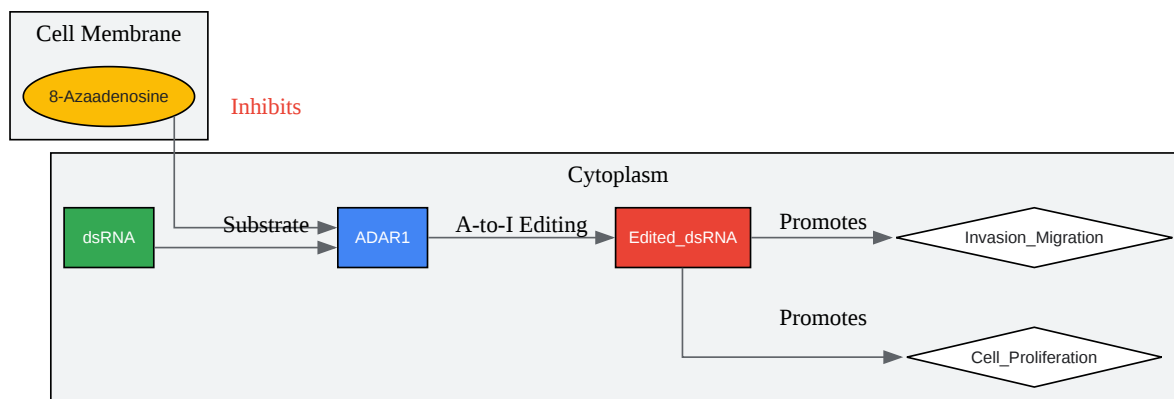 Cell Membrane
8-Azaadenosine
Inhibits
Cytoplasm
dsRNA
Substrate
ADAR1
A-to-I Editing
Edited_dsRNA
Promotes
Invasion_Migration
Promotes
Cell_Proliferation